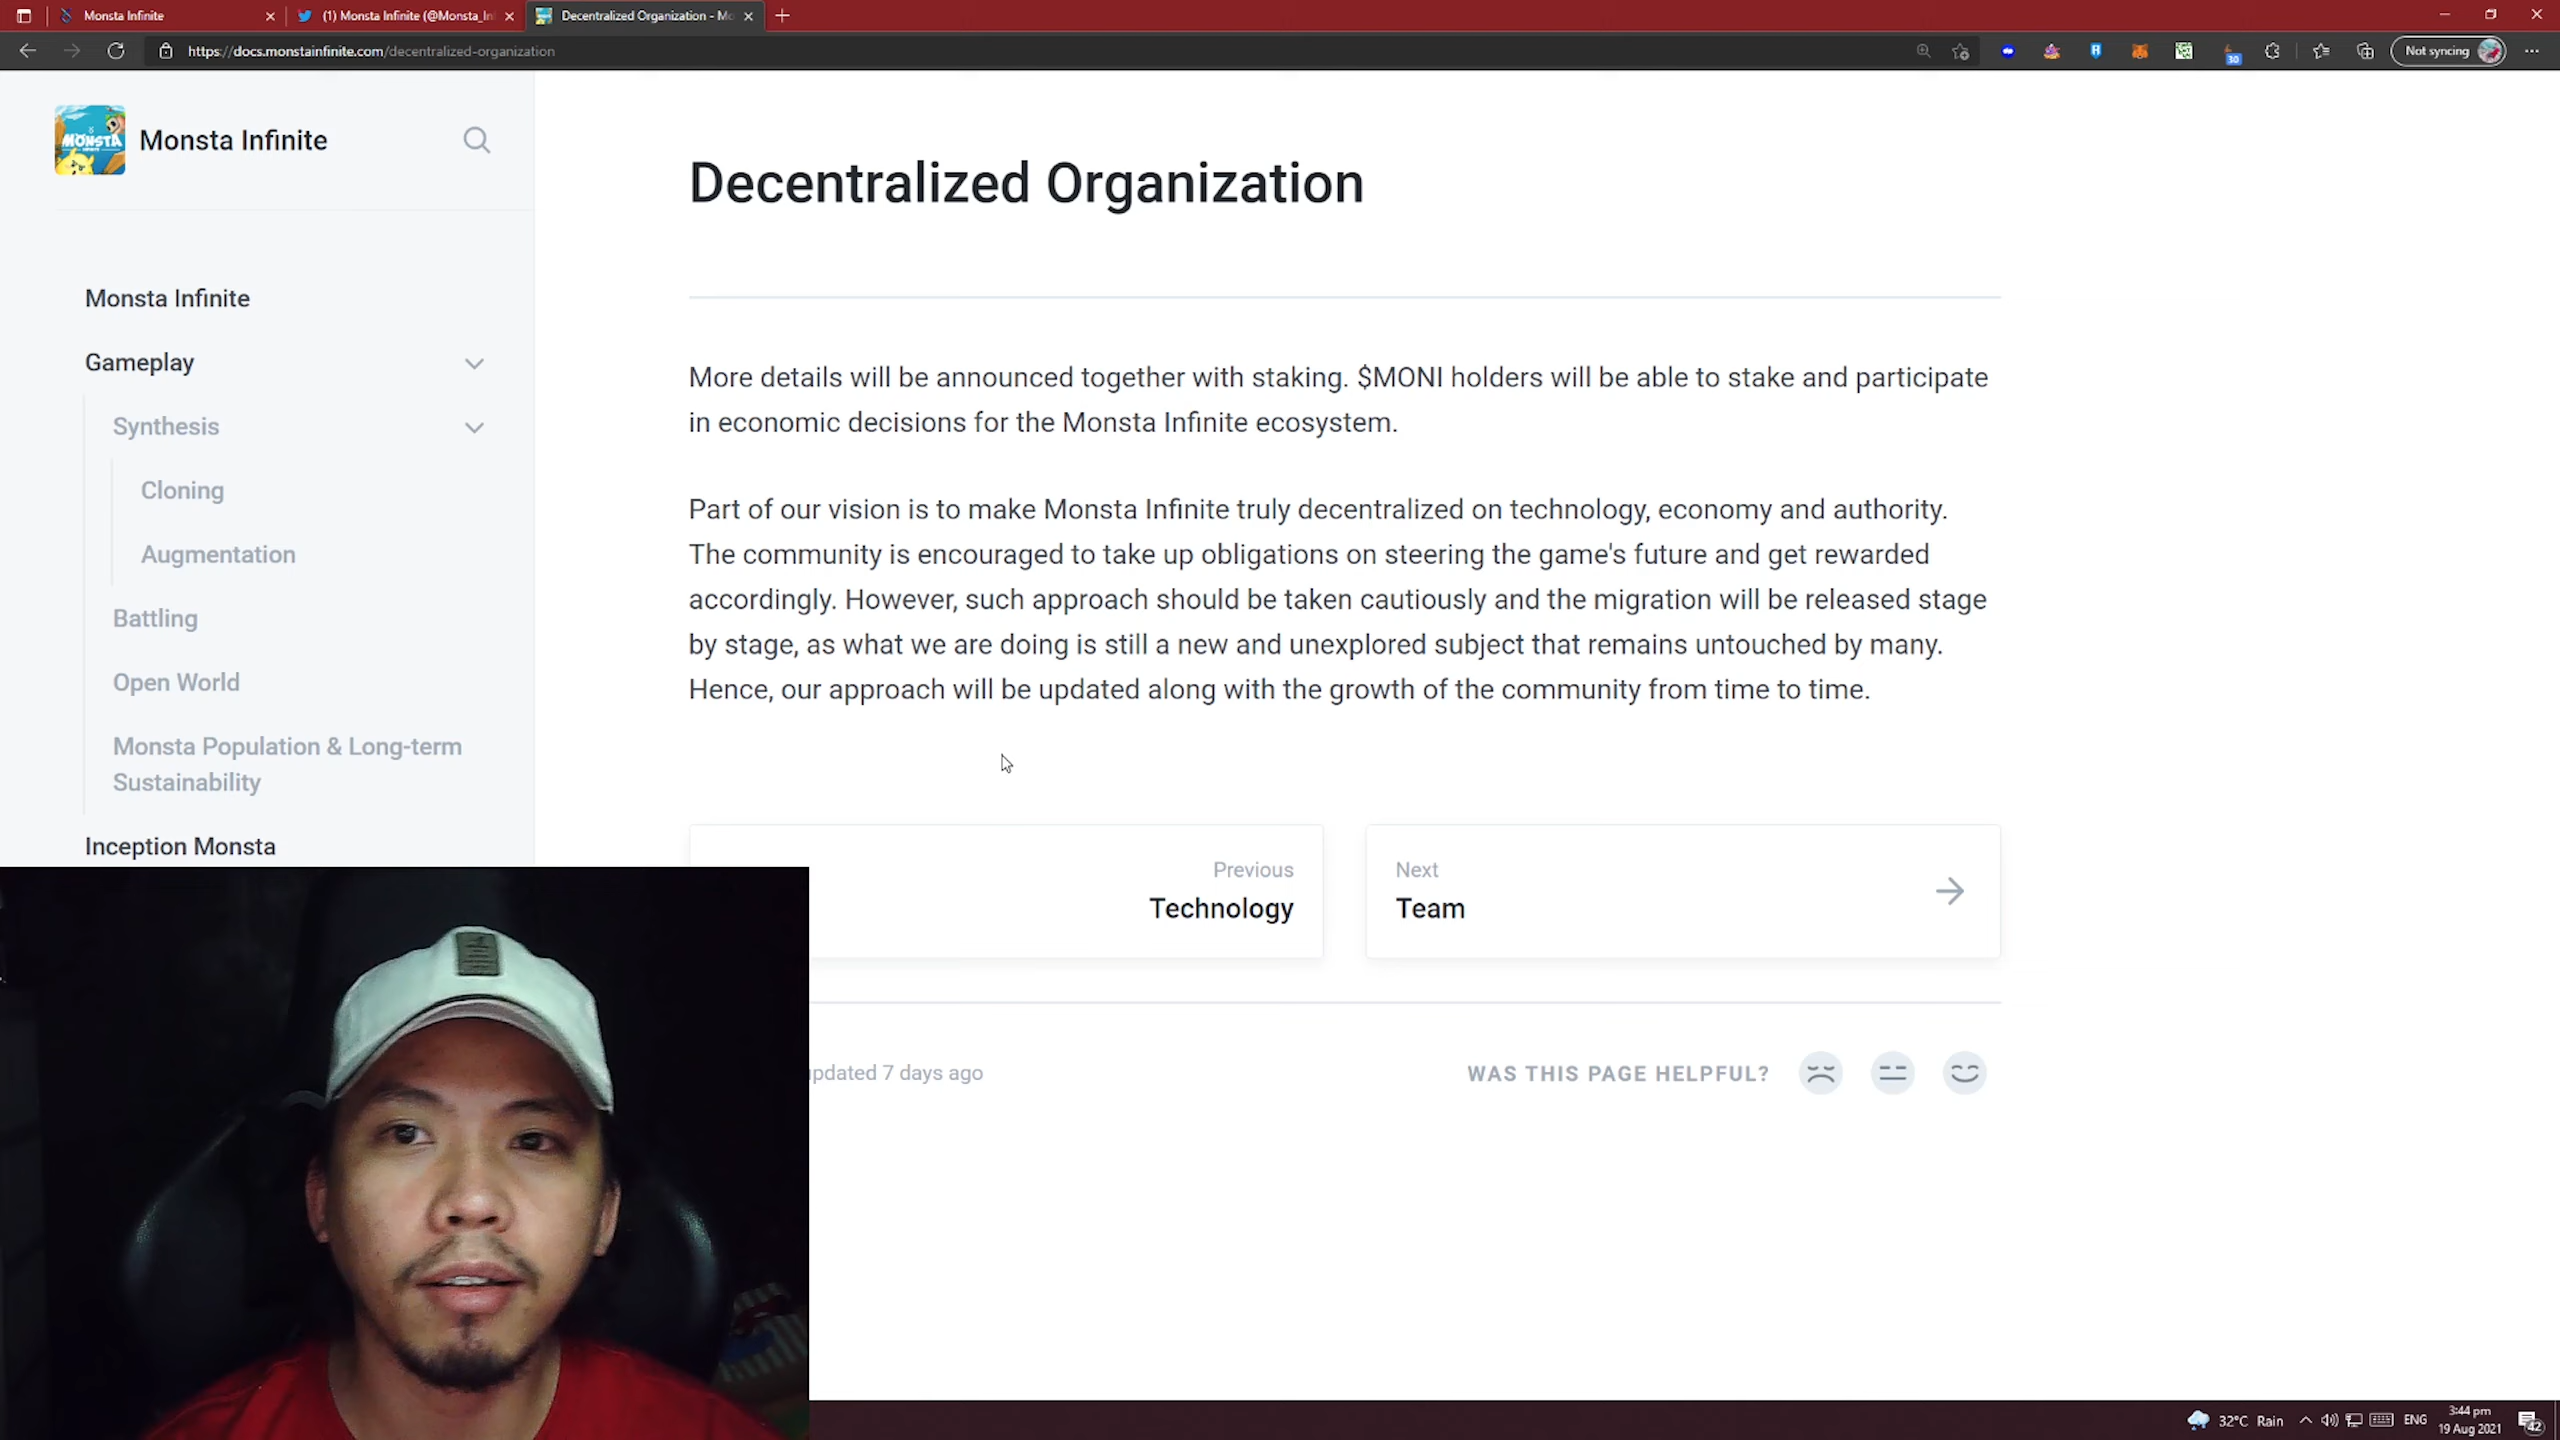 Monsta Infinite
(1) Monsta Infinite (@Monsta_In
Decentralized Organization - Mo
https://docs.monstainfinite.com/decentralized-organization
30
Not syncing
MONSTA
Monsta Infinite
Monsta Infinite
Gameplay
Synthesis
Cloning
Augmentation
Battling
Open World
Monsta Population & Long-term
Sustainability
Inception Monsta
Decentralized Organization
More details will be announced together with staking. $MONI holders will be able to stake and participate
in economic decisions for the Monsta Infinite ecosystem.
Part of our vision is to make Monsta Infinite truly decentralized on technology, economy and authority.
The community is encouraged to take up obligations on steering the game's future and get rewarded
accordingly. However, such approach should be taken cautiously and the migration will be released stage
by stage, as what we are doing is still a new and unexplored subject that remains untouched by many.
Hence, our approach will be updated along with the growth of the community from time to time.
Previous
Technology
Next
Team
updated 7 days ago
WAS THIS PAGE HELPFUL?
32°C Rain
ENG
3:44 pm
19 Aug 2021
42